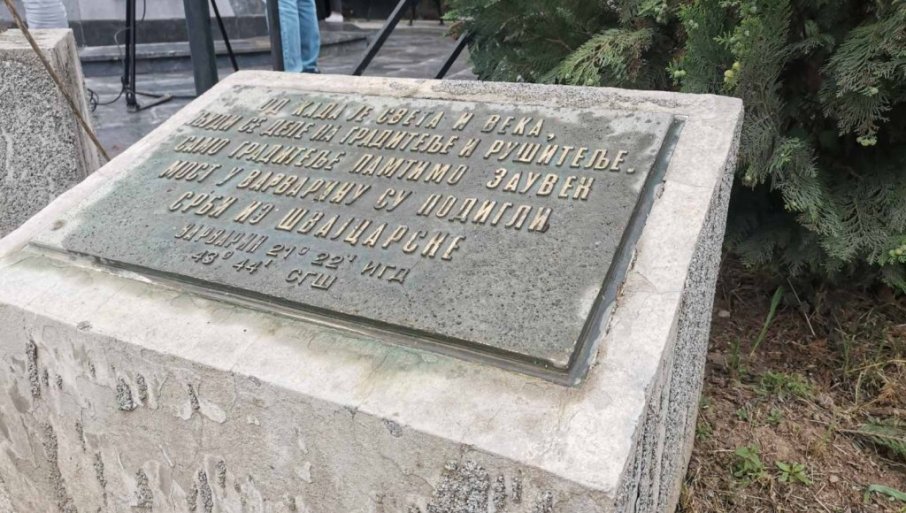 ОД КАДА ЈЕ СВЕТА И ВЕКА,
ЉУДИ СЕ ДЕЛЕ НА ГРАДИТЕЉЕ И РУШИТЕЉЕ.
САМО ГРАДИТЕЉЕ ПАМТИМО ЗАУВЕК
МОСТ У ВАРВАРИНУ СУ ПОДИГЛИ
СРБИ ИЗ ШВАЈЦАРСКЕ
ВАРВАРИН 21° 22' ИГД
43° 44' СГШ